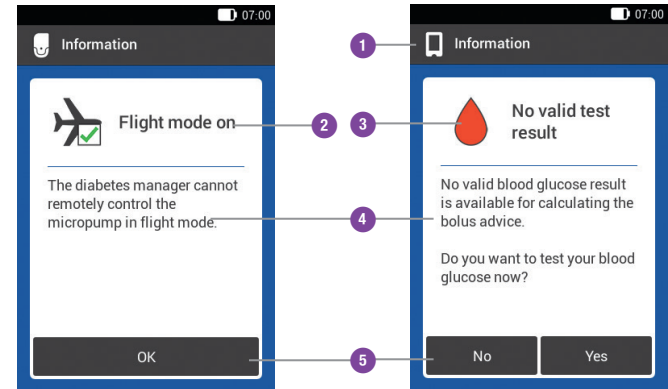 07:00
Information
Flight mode on
The diabetes manager cannot
remotely control the
micropump in flight mode.
OK
1
2
3
4
5
07:00
Information
No valid test
result
No valid blood glucose result
is available for calculating the
bolus advice.
Do you want to test your blood
glucose now?
No
Yes